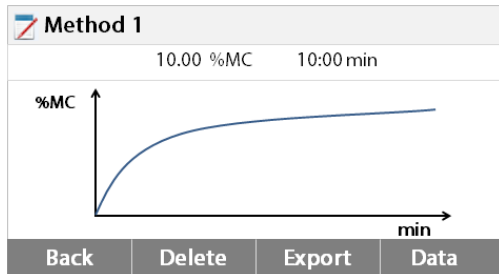 Method 1
10.00 %MC 10:00 min
%MC
min
Back Delete Export Data